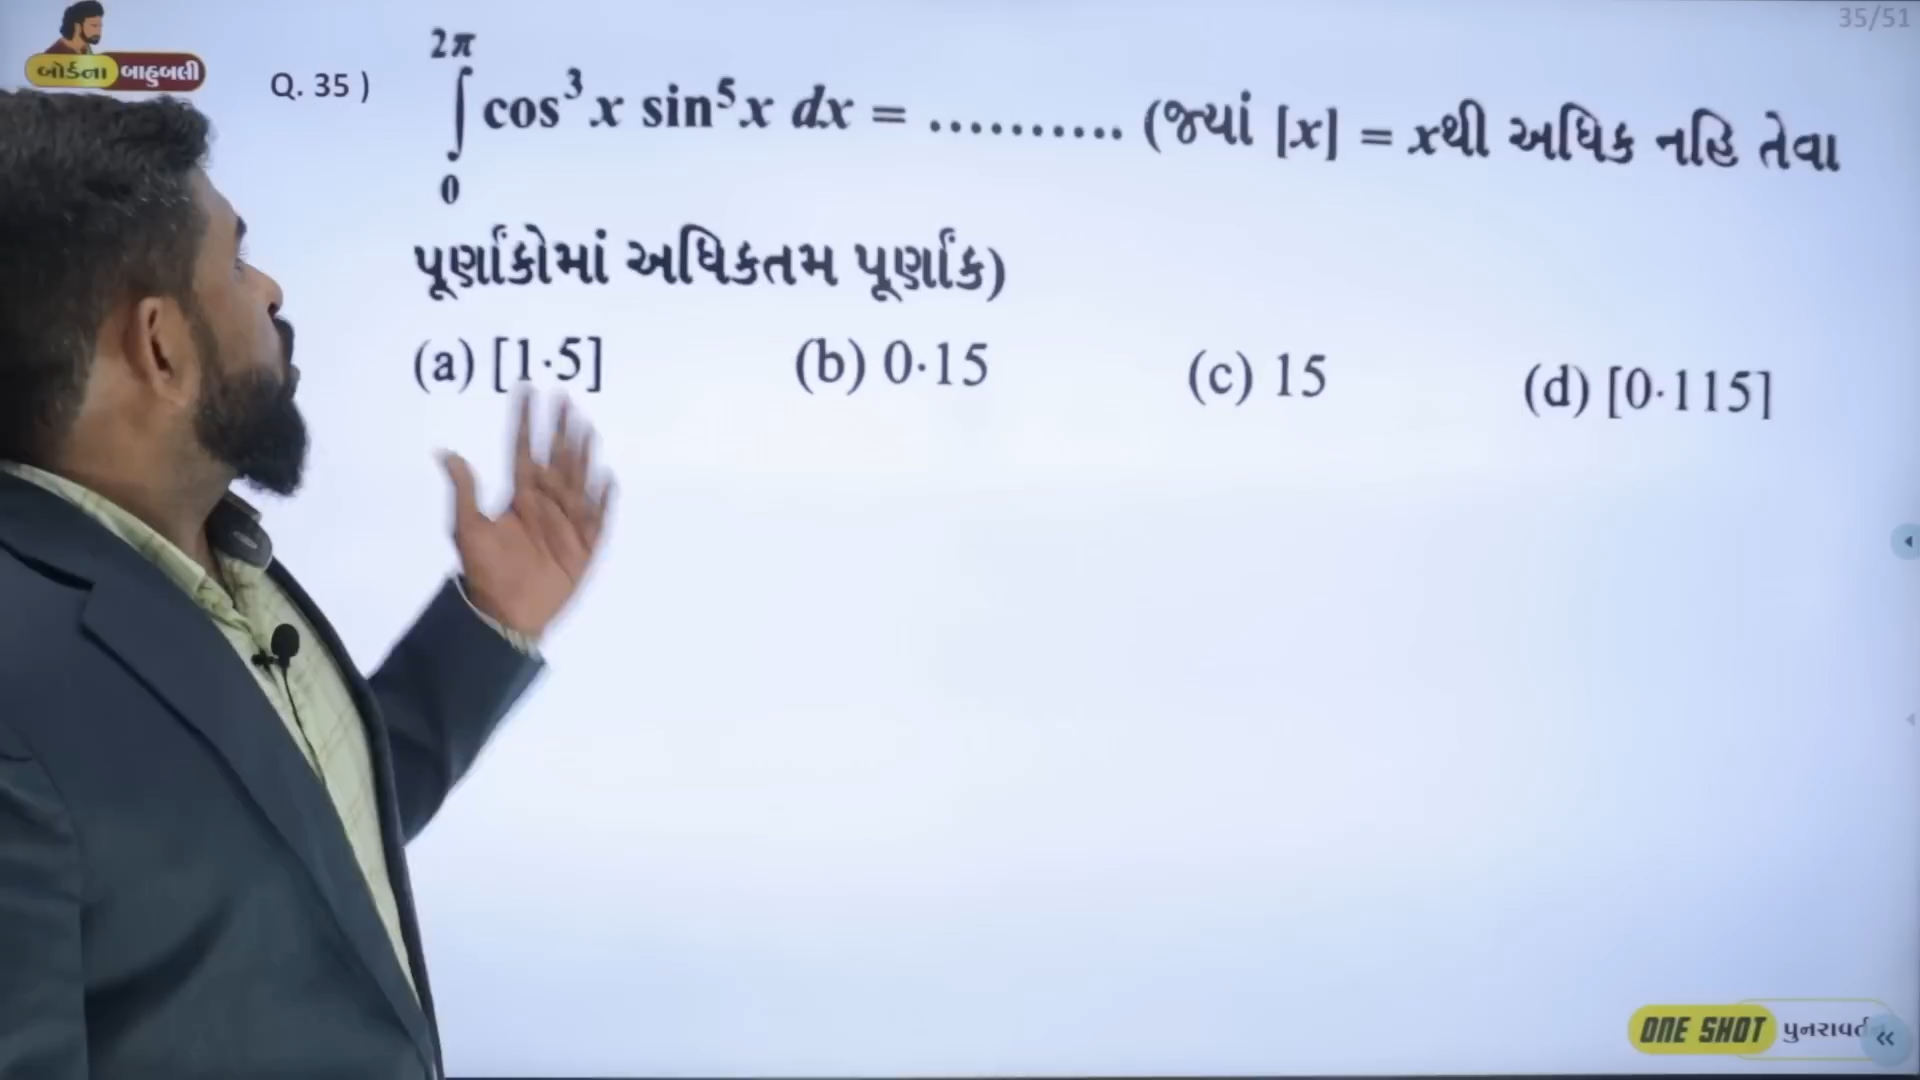 35/51
બોર્ડના બાહુબલી
Q. 35 ) ∫₀^{2π} cos³x sin⁵x dx = .......... (જ્યાં [x] = xથી અધિક નહિ તેવા
પૂર્ણાંકોમાં અધિકતમ પૂર્ણાંક)
(a) [1·5] (b) 0·15 (c) 15 (d) [0·115]
ONE SHOT